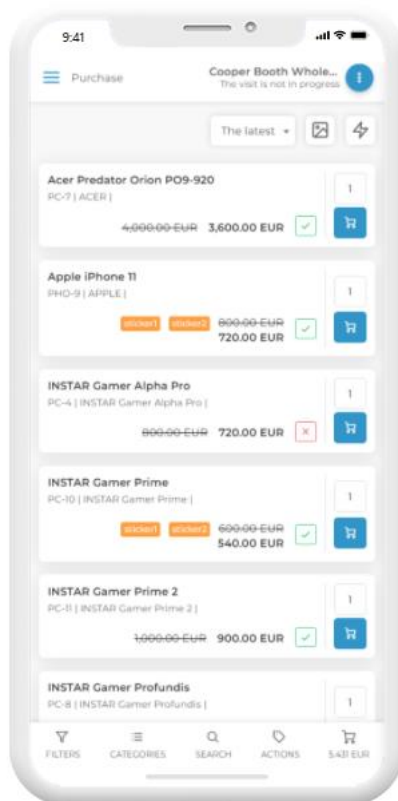 9:41
Purchase
Cooper Booth Whole...
The visit is not in progress
The latest
Acer Predator Orion PO9-920
PC-7 | ACER |
4,000.00 EUR 3,600.00 EUR
1
Apple iPhone 11
PHO-9 | APPLE |
sticker1 sticker2 800.00 EUR
720.00 EUR
1
INSTAR Gamer Alpha Pro
PC-4 | INSTAR Gamer Alpha Pro |
800.00 EUR 720.00 EUR
1
INSTAR Gamer Prime
PC-10 | INSTAR Gamer Prime |
sticker1 sticker2 600.00 EUR
540.00 EUR
1
INSTAR Gamer Prime 2
PC-11 | INSTAR Gamer Prime 2 |
1,000.00 EUR 900.00 EUR
1
INSTAR Gamer Profundis
PC-8 | INSTAR Gamer Profundis |
1
FILTERS CATEGORIES SEARCH ACTIONS 5.431 EUR